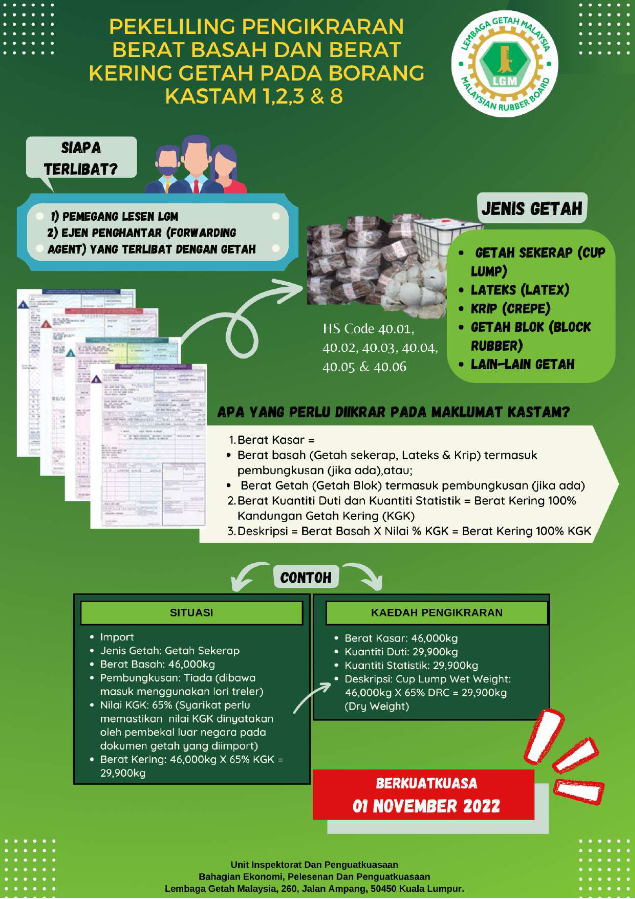 PEKELILING PENGIKRARAN
BERAT BASAH DAN BERAT
KERING GETAH PADA BORANG
KASTAM 1,2,3 & 8
LEMBAGA GETAH MALAYSIA
LGM
MALAYSIAN RUBBER BOARD
SIAPA
TERLIBAT?
1) PEMEGANG LESEN LGM
2) EJEN PENGHANTAR (FORWARDING
AGENT) YANG TERLIBAT DENGAN GETAH
JENIS GETAH
• GETAH SEKERAP (CUP
LUMP)
• LATEKS (LATEX)
• KRIP (CREPE)
• GETAH BLOK (BLOCK
RUBBER)
• LAIN-LAIN GETAH
HS Code 40.01,
40.02, 40.03, 40.04,
40.05 & 40.06
APA YANG PERLU DIIKRAR PADA MAKLUMAT KASTAM?
1.Berat Kasar =
• Berat basah (Getah sekerap, Lateks & Krip) termasuk
pembungkusan (jika ada),atau;
• Berat Getah (Getah Blok) termasuk pembungkusan (jika ada)
2.Berat Kuantiti Duti dan Kuantiti Statistik = Berat Kering 100%
Kandungan Getah Kering (KGK)
3.Deskripsi = Berat Basah X Nilai % KGK = Berat Kering 100% KGK
CONTOH
SITUASI
• Import
• Jenis Getah: Getah Sekerap
• Berat Basah: 46,000kg
• Pembungkusan: Tiada (dibawa
masuk menggunakan lori treler)
• Nilai KGK: 65% (Syarikat perlu
memastikan nilai KGK dinyatakan
oleh pembekal luar negara pada
dokumen getah yang diimport)
• Berat Kering: 46,000kg X 65% KGK =
29,900kg
KAEDAH PENGIKRARAN
• Berat Kasar: 46,000kg
• Kuantiti Duti: 29,900kg
• Kuantiti Statistik: 29,900kg
• Deskripsi: Cup Lump Wet Weight:
46,000kg X 65% DRC = 29,900kg
(Dry Weight)
BERKUATKUASA
01 NOVEMBER 2022
Unit Inspektorat Dan Penguatkuasaan
Bahagian Ekonomi, Pelesenan Dan Penguatkuasaan
Lembaga Getah Malaysia, 260, Jalan Ampang, 50450 Kuala Lumpur.